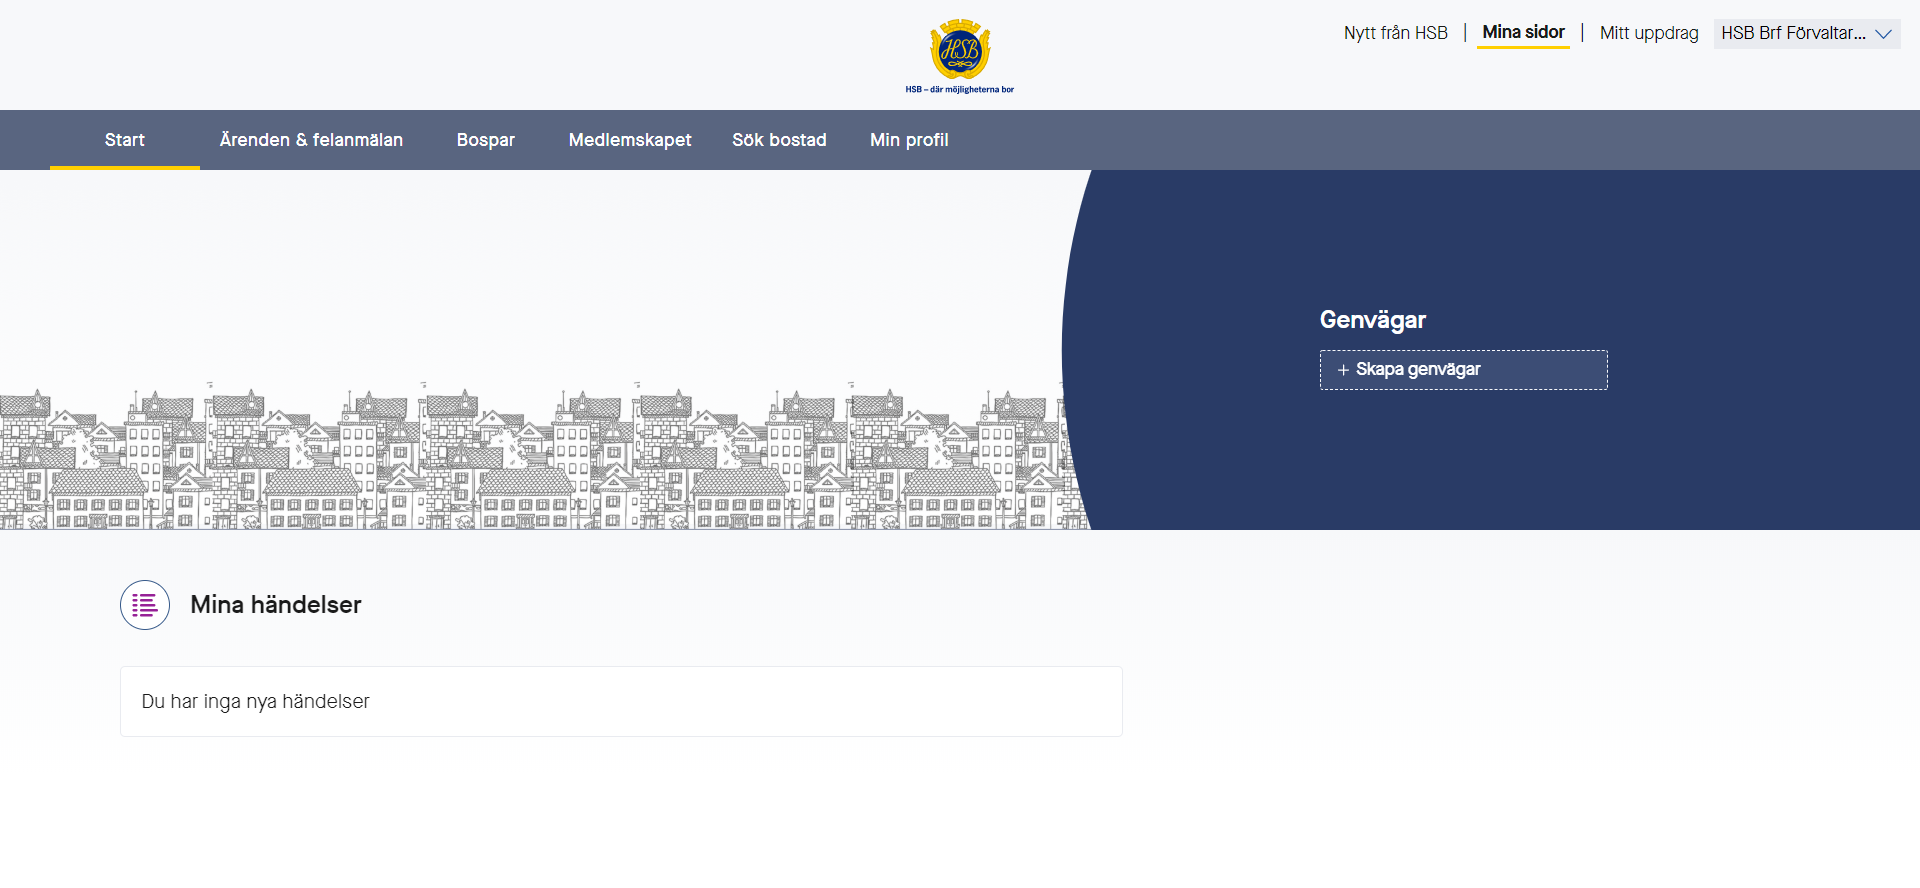 HSB
HSB – där möjligheterna bor
Nytt från HSB | Mina sidor | Mitt uppdrag HSB Brf Förvaltar...
Start Ärenden & felanmälan Bospar Medlemskapet Sök bostad Min profil
Genvägar
+ Skapa genvägar
Mina händelser
Du har inga nya händelser